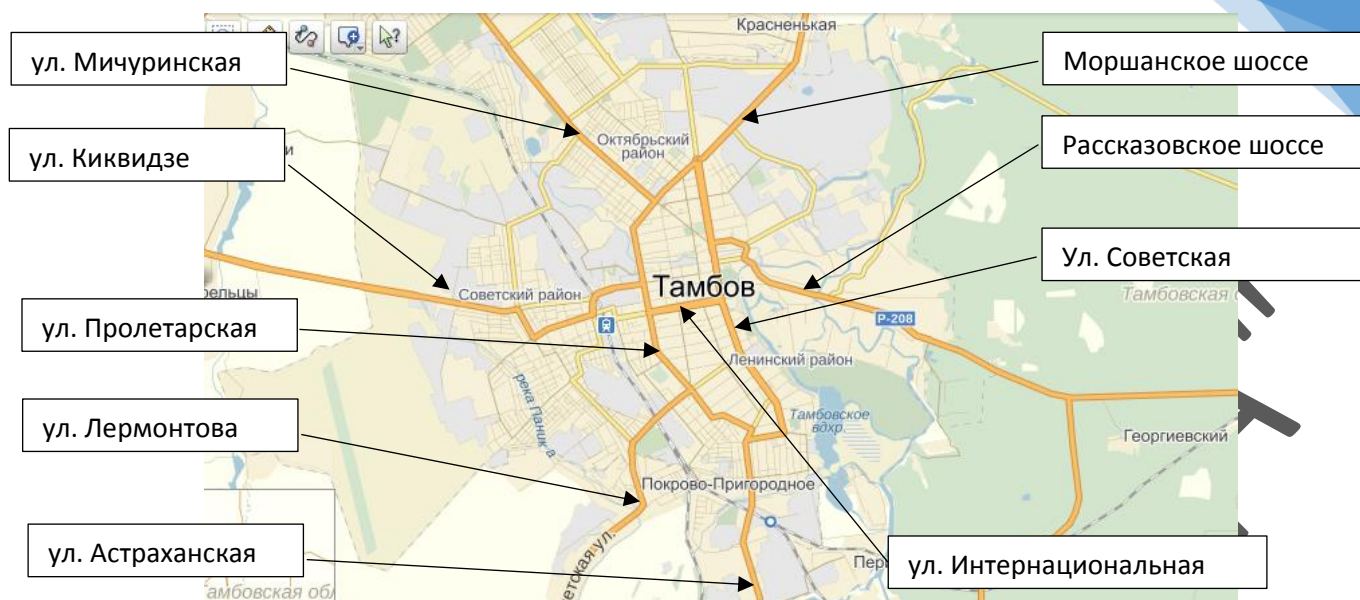 Красненькая
ул. Мичуринская
Моршанское шоссе
Октябрьский
район
ул. Киквидзе
Рассказовское шоссе
Ул. Советская
Тамбов
Советский район
Тамбовская
Р-208
ул. Пролетарская
Ленинский район
река
Тамбовское
вдхр.
ул. Лермонтова
Георгиевский
Покрово-Пригородное
ул. Астраханская
ул. Интернациональная